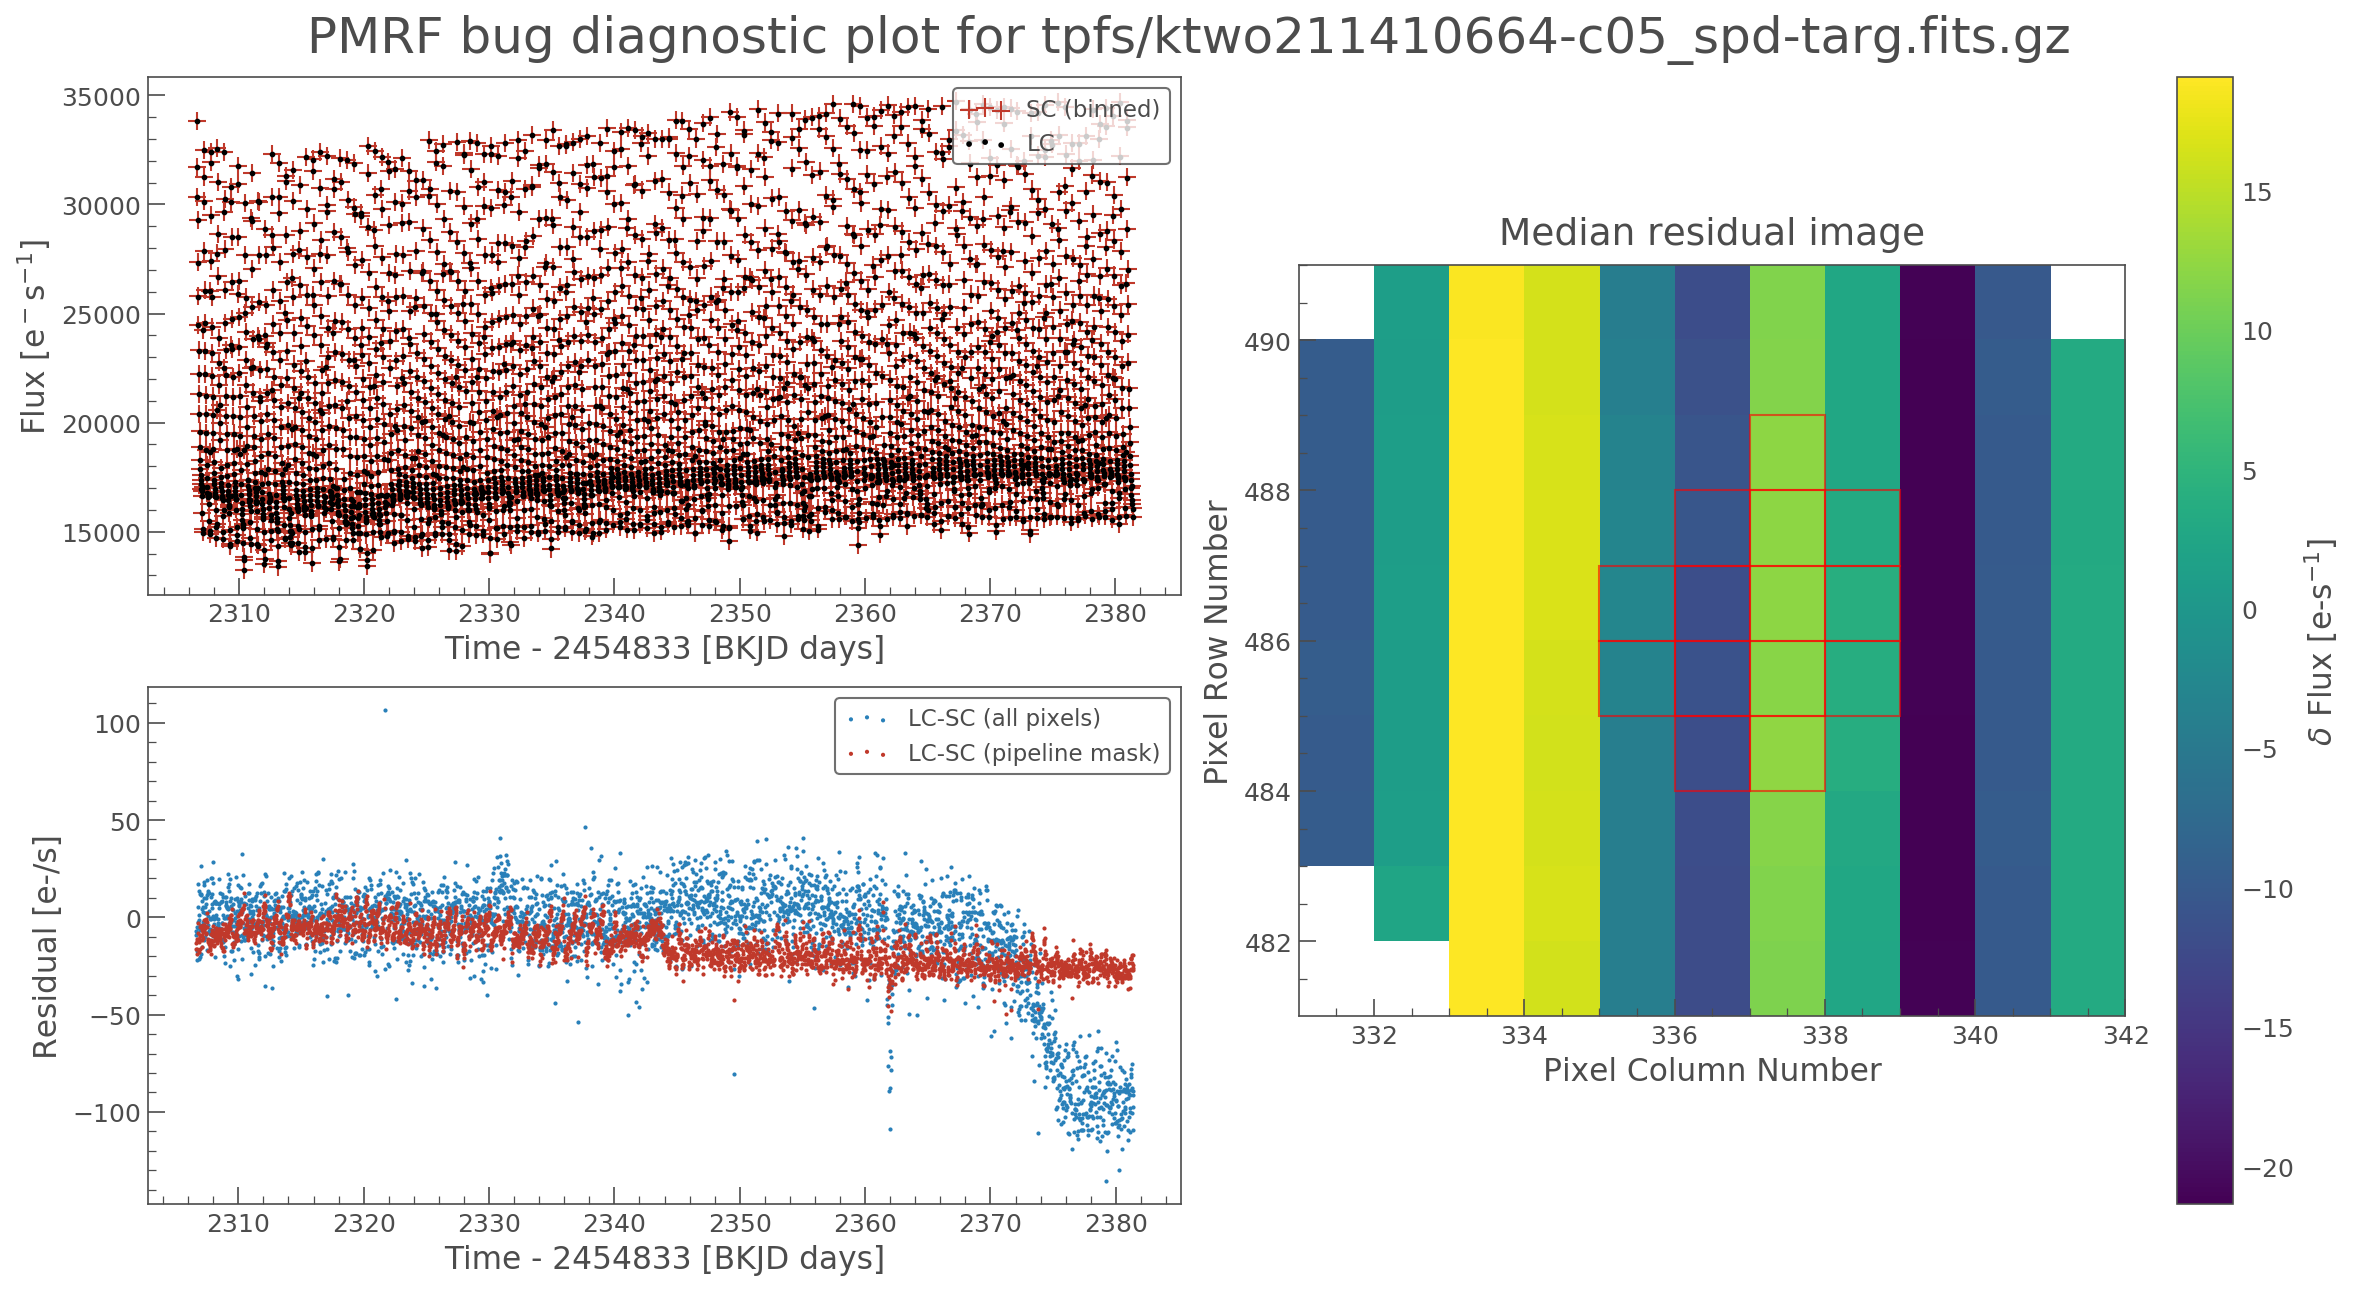 PMRF bug diagnostic plot for tpfs/ktwo211410664-c05_spd-targ.fits.gz
35000
30000
25000
20000
15000
Flux [e⁻ s⁻¹]
SC (binned)
LC
2310 2320 2330 2340 2350 2360 2370 2380
Time - 2454833 [BKJD days]
100
50
0
−50
−100
Residual [e-/s]
LC-SC (all pixels)
LC-SC (pipeline mask)
2310 2320 2330 2340 2350 2360 2370 2380
Time - 2454833 [BKJD days]
Median residual image
490
488
486
484
482
Pixel Row Number
332 334 336 338 340 342
Pixel Column Number
15
10
5
0
−5
−10
−15
−20
δ Flux [e-s⁻¹]